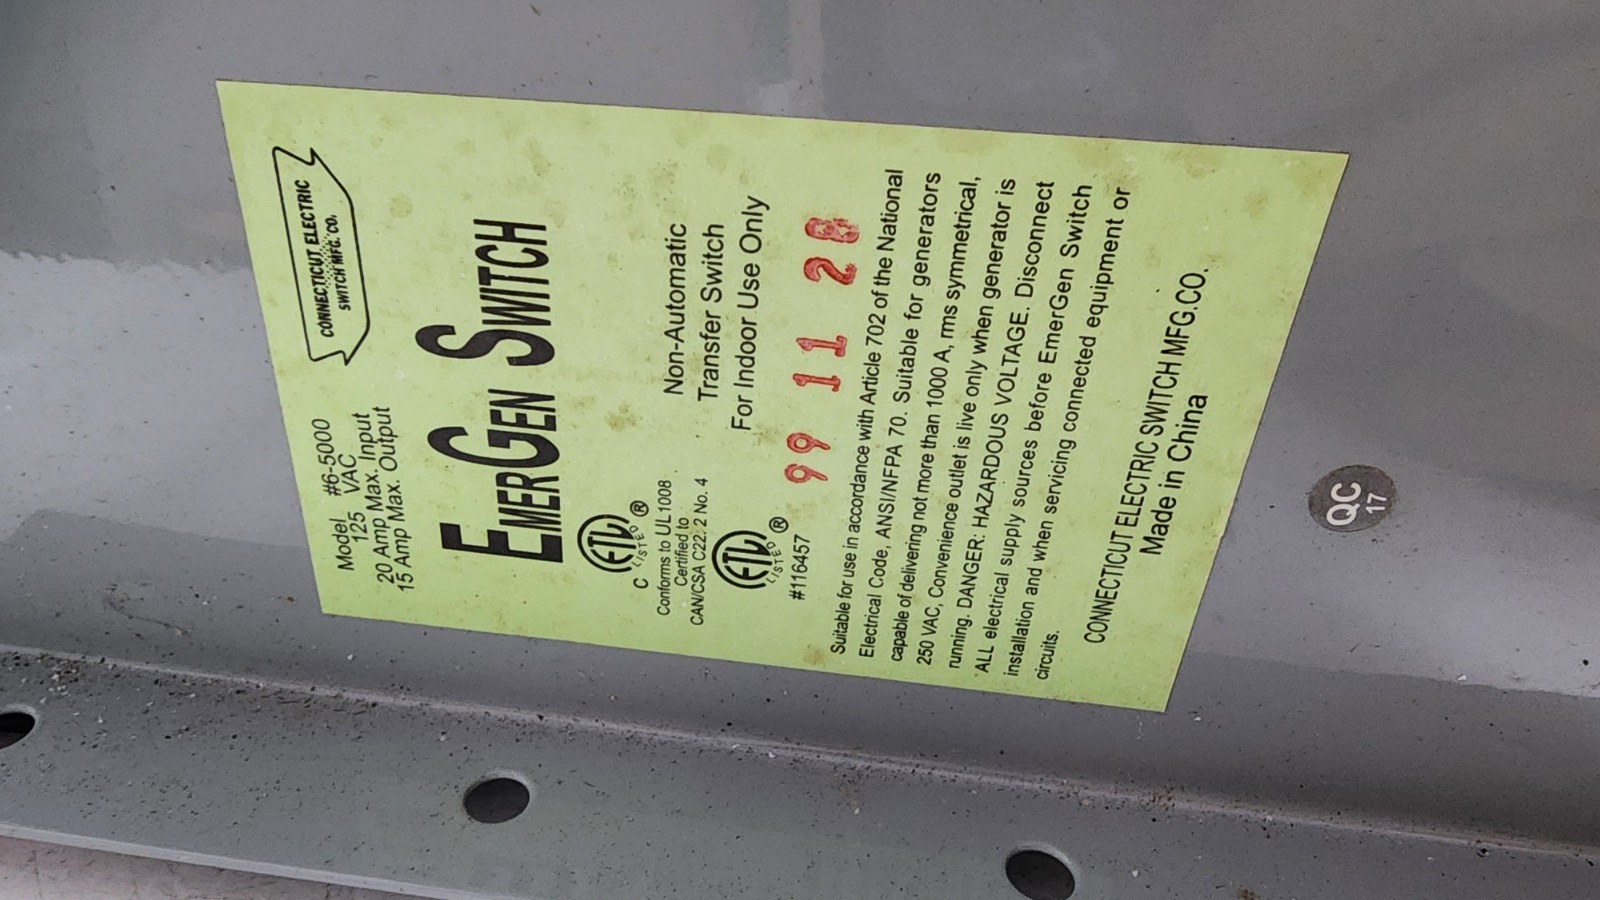 CONNECTICUT ELECTRIC
SWITCH MFG. CO.
Model #6-5000
125 VAC
20 Amp Max. Input
15 Amp Max. Output
EMERGEN SWITCH
C ETL LISTED ®
Conforms to UL 1008
Certified to
CAN/CSA C22. 2 No. 4
ETL LISTED ®
#116457
Non-Automatic
Transfer Switch
For Indoor Use Only
99 11 28
Suitable for use in accordance with Article 702 of the National
Electrical Code, ANSI/NFPA 70. Suitable for generators
capable of delivering not more than 1000 A, rms symmetrical,
250 VAC, Convenience outlet is live only when generator is
running. DANGER: HAZARDOUS VOLTAGE. Disconnect
ALL electrical supply sources before EmerGen Switch
installation and when servicing connected equipment or
circuits.
CONNECTICUT ELECTRIC SWITCH MFG.CO.
Made in China
QC
17